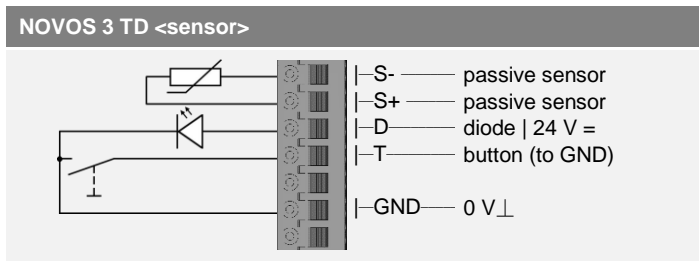 NOVOS 3 TD <sensor>
S- passive sensor
S+ passive sensor
D diode | 24 V =
T button (to GND)
GND 0 V⊥